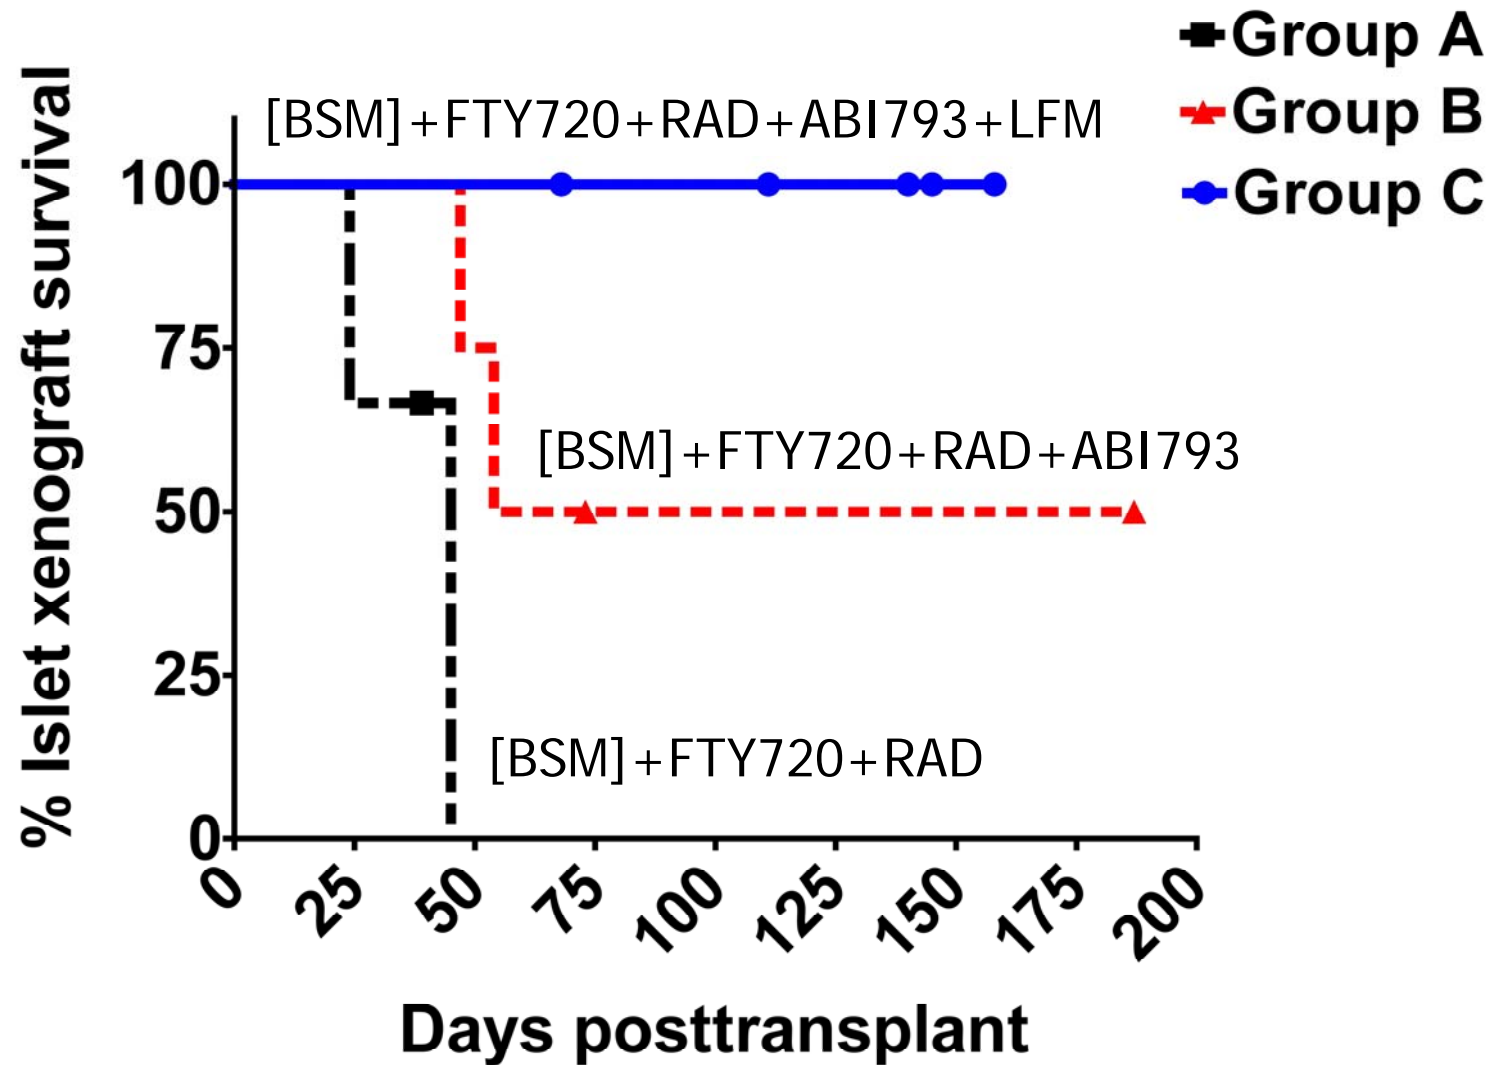 Group A
Group B
Group C
[BSM]+FTY720+RAD+ABI793+LFM
% Islet xenograft survival
100
75
[BSM]+FTY720+RAD+ABI793
50
25
[BSM]+FTY720+RAD
0
0 25 50 75 100 125 150 175 200
Days posttransplant